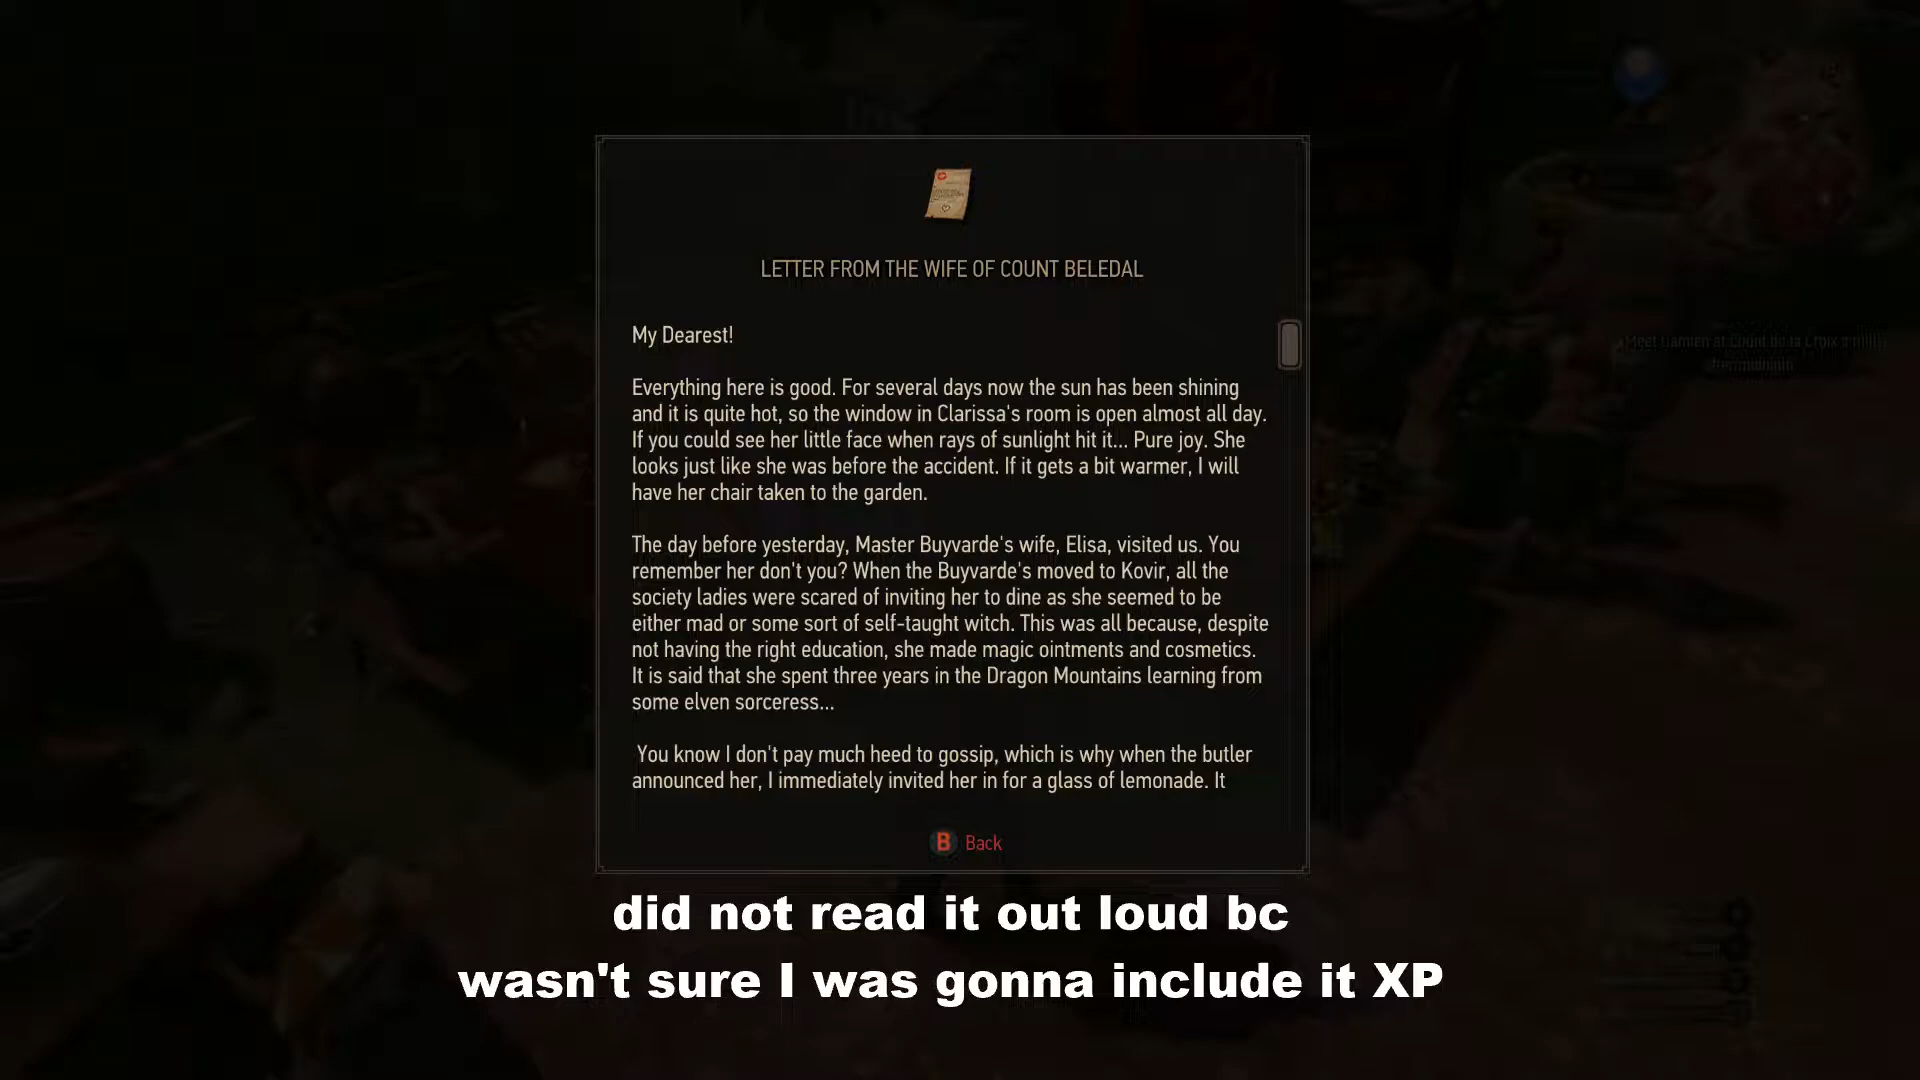 LETTER FROM THE WIFE OF COUNT BELEDAL
My Dearest!
Everything here is good. For several days now the sun has been shining
and it is quite hot, so the window in Clarissa's room is open almost all day.
If you could see her little face when rays of sunlight hit it... Pure joy. She
looks just like she was before the accident. If it gets a bit warmer, I will
have her chair taken to the garden.
The day before yesterday, Master Buyvarde's wife, Elisa, visited us. You
remember her don't you? When the Buyvarde's moved to Kovir, all the
society ladies were scared of inviting her to dine as she seemed to be
either mad or some sort of self-taught witch. This was all because, despite
not having the right education, she made magic ointments and cosmetics.
It is said that she spent three years in the Dragon Mountains learning from
some elven sorceress...
You know I don't pay much heed to gossip, which is why when the butler
announced her, I immediately invited her in for a glass of lemonade. It
B Back
did not read it out loud bc
wasn't sure I was gonna include it XP
Meet Damien at Count de la Croix's